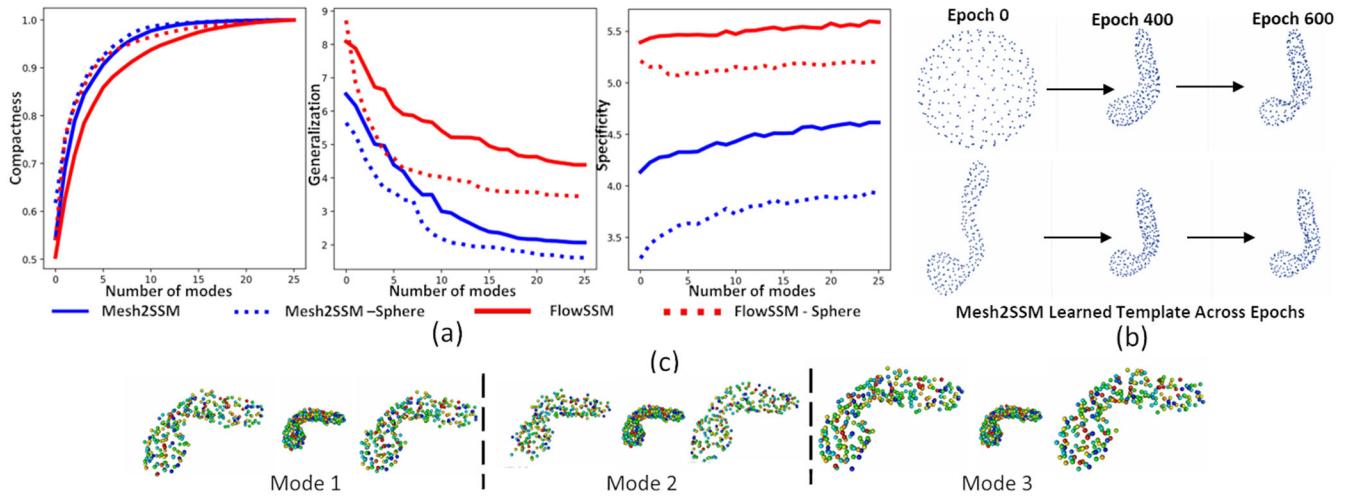 Compactness
1.0
0.9
0.8
0.7
0.6
0.5
0 5 10 15 20 25
Number of modes
Generalization
9
8
7
6
5
4
3
2
0 5 10 15 20 25
Number of modes
Specificity
5.5
5.0
4.5
4.0
3.5
0 5 10 15 20 25
Number of modes
Mesh2SSM Mesh2SSM –Sphere FlowSSM FlowSSM - Sphere
(a)
Epoch 0 Epoch 400 Epoch 600
Mesh2SSM Learned Template Across Epochs
(b)
(c)
Mode 1 Mode 2 Mode 3